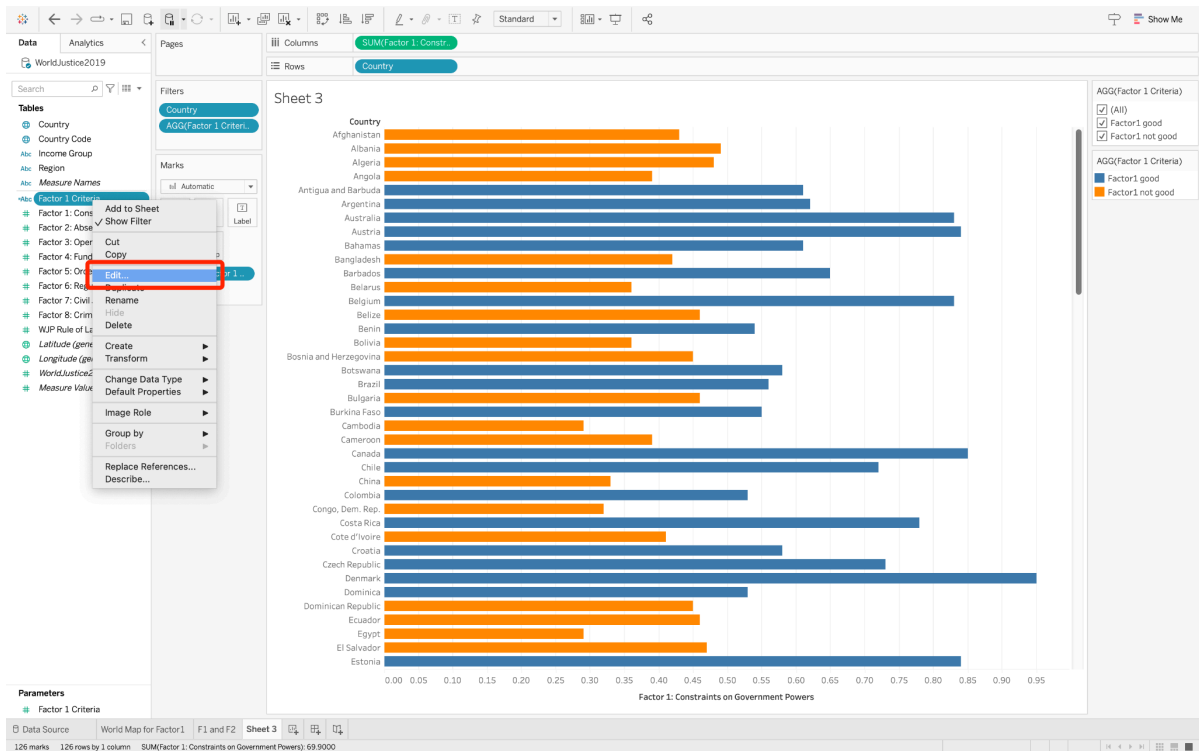 Standard
Show Me
Data
Analytics
Pages
Columns
SUM(Factor 1: Constr..
WorldJustice2019
Rows
Country
Search
Filters
Country
AGG(Factor 1 Criteri..
Tables
Country
Country Code
Abc Income Group
Abc Region
Abc Measure Names
Marks
Automatic
Label
=Abc Factor 1 Criteria
# Factor 1: Cons
# Factor 2: Abse
# Factor 3: Oper
# Factor 4: Fund
# Factor 5: Orde
# Factor 6: Reg
# Factor 7: Civil
# Factor 8: Crim
# WJP Rule of La
Latitude (gene
Longitude (ge
# WorldJustice2
# Measure Value
Add to Sheet
✓ Show Filter
Cut
Copy
Edit...
Duplicate
Rename
Hide
Delete
Create
Transform
Change Data Type
Default Properties
Image Role
Group by
Folders
Replace References...
Describe...
Sheet 3
Country
Afghanistan
Albania
Algeria
Angola
Antigua and Barbuda
Argentina
Australia
Austria
Bahamas
Bangladesh
Barbados
Belarus
Belgium
Belize
Benin
Bolivia
Bosnia and Herzegovina
Botswana
Brazil
Bulgaria
Burkina Faso
Cambodia
Cameroon
Canada
Chile
China
Colombia
Congo, Dem. Rep.
Costa Rica
Cote d'Ivoire
Croatia
Czech Republic
Denmark
Dominica
Dominican Republic
Ecuador
Egypt
El Salvador
Estonia
0.00 0.05 0.10 0.15 0.20 0.25 0.30 0.35 0.40 0.45 0.50 0.55 0.60 0.65 0.70 0.75 0.80 0.85 0.90 0.95
Factor 1: Constraints on Government Powers
AGG(Factor 1 Criteria)
(All)
Factor1 good
Factor1 not good
AGG(Factor 1 Criteria)
Factor1 good
Factor1 not good
Parameters
# Factor 1 Criteria
Data Source
World Map for Factor1
F1 and F2
Sheet 3
126 marks 126 rows by 1 column SUM(Factor 1: Constraints on Government Powers): 69.9000